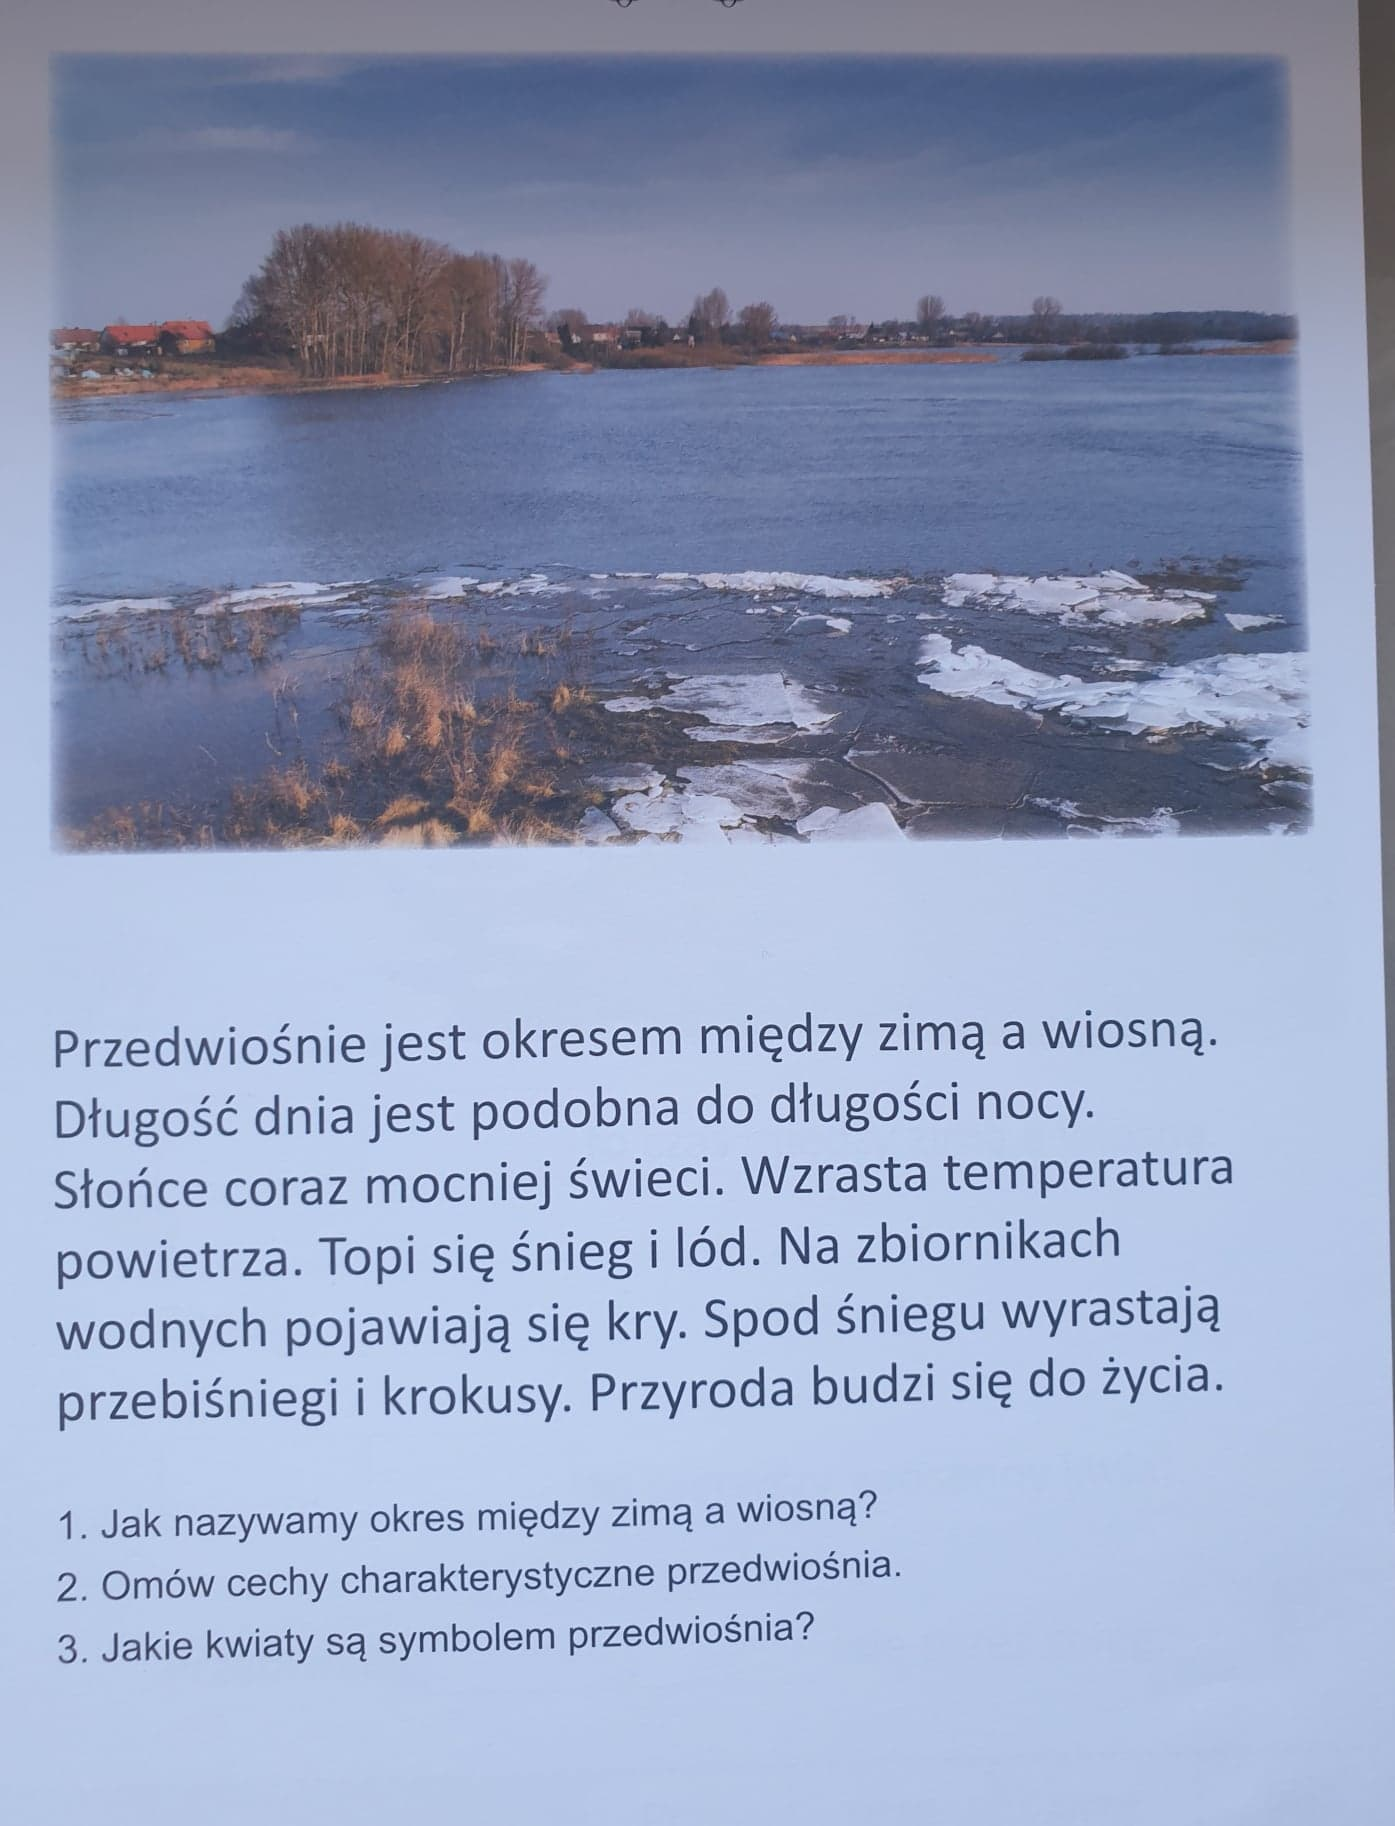 Przedwiośnie jest okresem między zimą a wiosną.
Długość dnia jest podobna do długości nocy.
Słońce coraz mocniej świeci. Wzrasta temperatura
powietrza. Topi się śnieg i lód. Na zbiornikach
wodnych pojawiają się kry. Spod śniegu wyrastają
przebiśniegi i krokusy. Przyroda budzi się do życia.
1. Jak nazywamy okres między zimą a wiosną?
2. Omów cechy charakterystyczne przedwiośnia.
3. Jakie kwiaty są symbolem przedwiośnia?